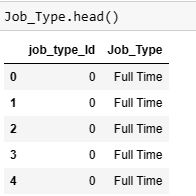 Job_Type.head()
job_type_Id Job_Type
0 0 Full Time
1 0 Full Time
2 0 Full Time
3 0 Full Time
4 0 Full Time